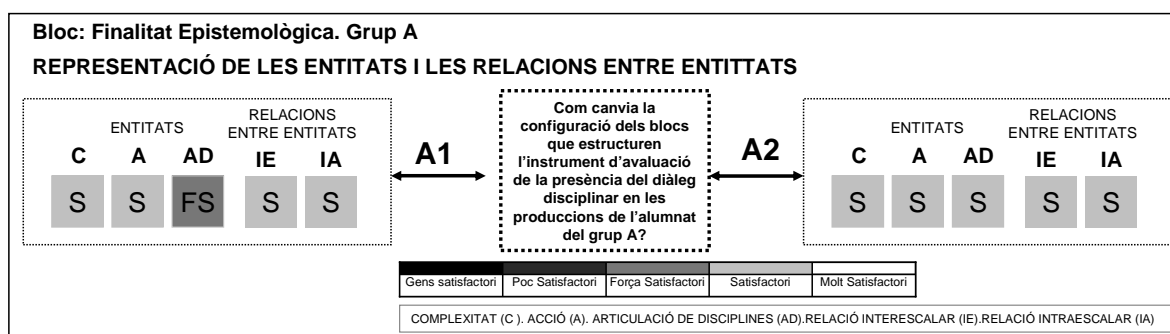 Bloc: Finalitat Epistemològica. Grup A
REPRESENTACIÓ DE LES ENTITATS I LES RELACIONS ENTRE ENTITTATS
ENTITATS
RELACIONS
ENTRE ENTITATS
C A AD IE IA
S S FS S S
A1
Com canvia la
configuració dels blocs
que estructuren
l'instrument d'avaluació
de la presència del diàleg
disciplinar en les
produccions de l'alumnat
del grup A?
A2
ENTITATS
RELACIONS
ENTRE ENTITATS
C A AD IE IA
S S S S S
Gens satisfactori Poc Satisfactori Força Satisfactori Satisfactori Molt Satisfactori
COMPLEXITAT (C ). ACCIÓ (A). ARTICULACIÓ DE DISCIPLINES (AD).RELACIÓ INTERESCALAR (IE).RELACIÓ INTRAESCALAR (IA)